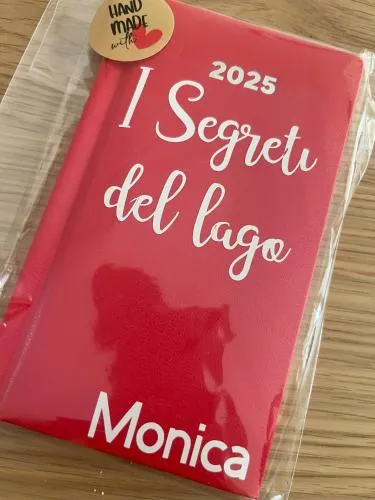 HAND
MADE
with
2025
I Segreti
del lago
Monica